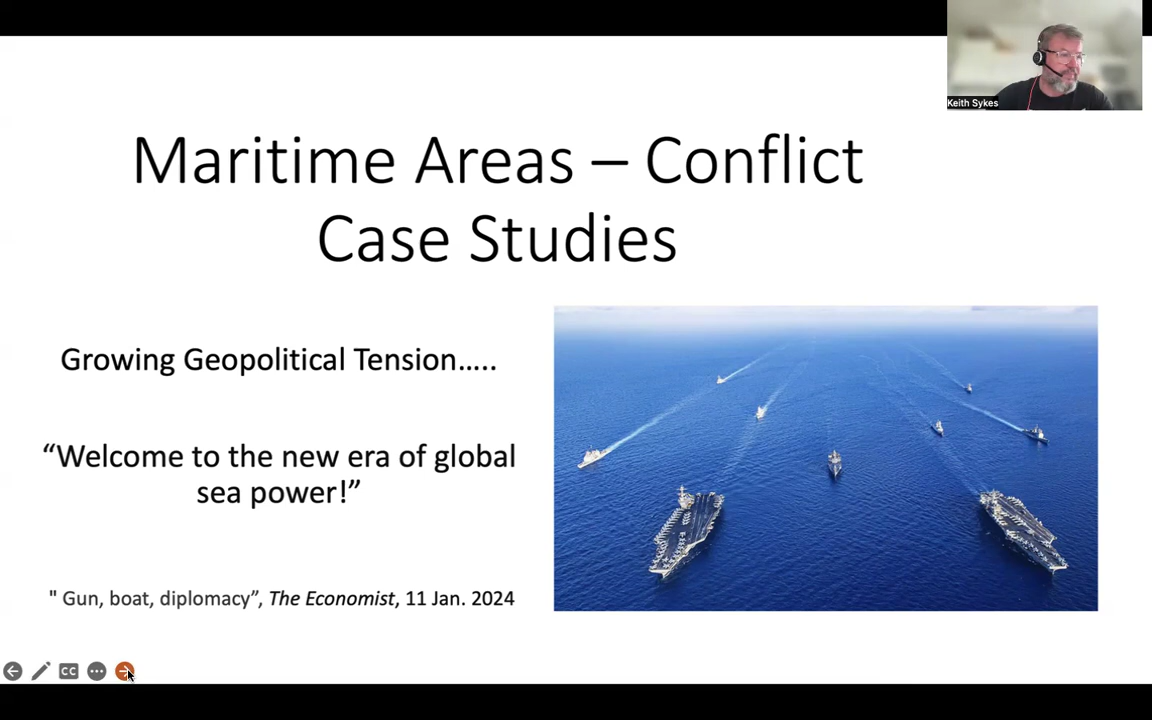 Keith Sykes
Maritime Areas – Conflict
Case Studies
Growing Geopolitical Tension…..
“Welcome to the new era of global
sea power!”
" Gun, boat, diplomacy”, The Economist, 11 Jan. 2024
CC